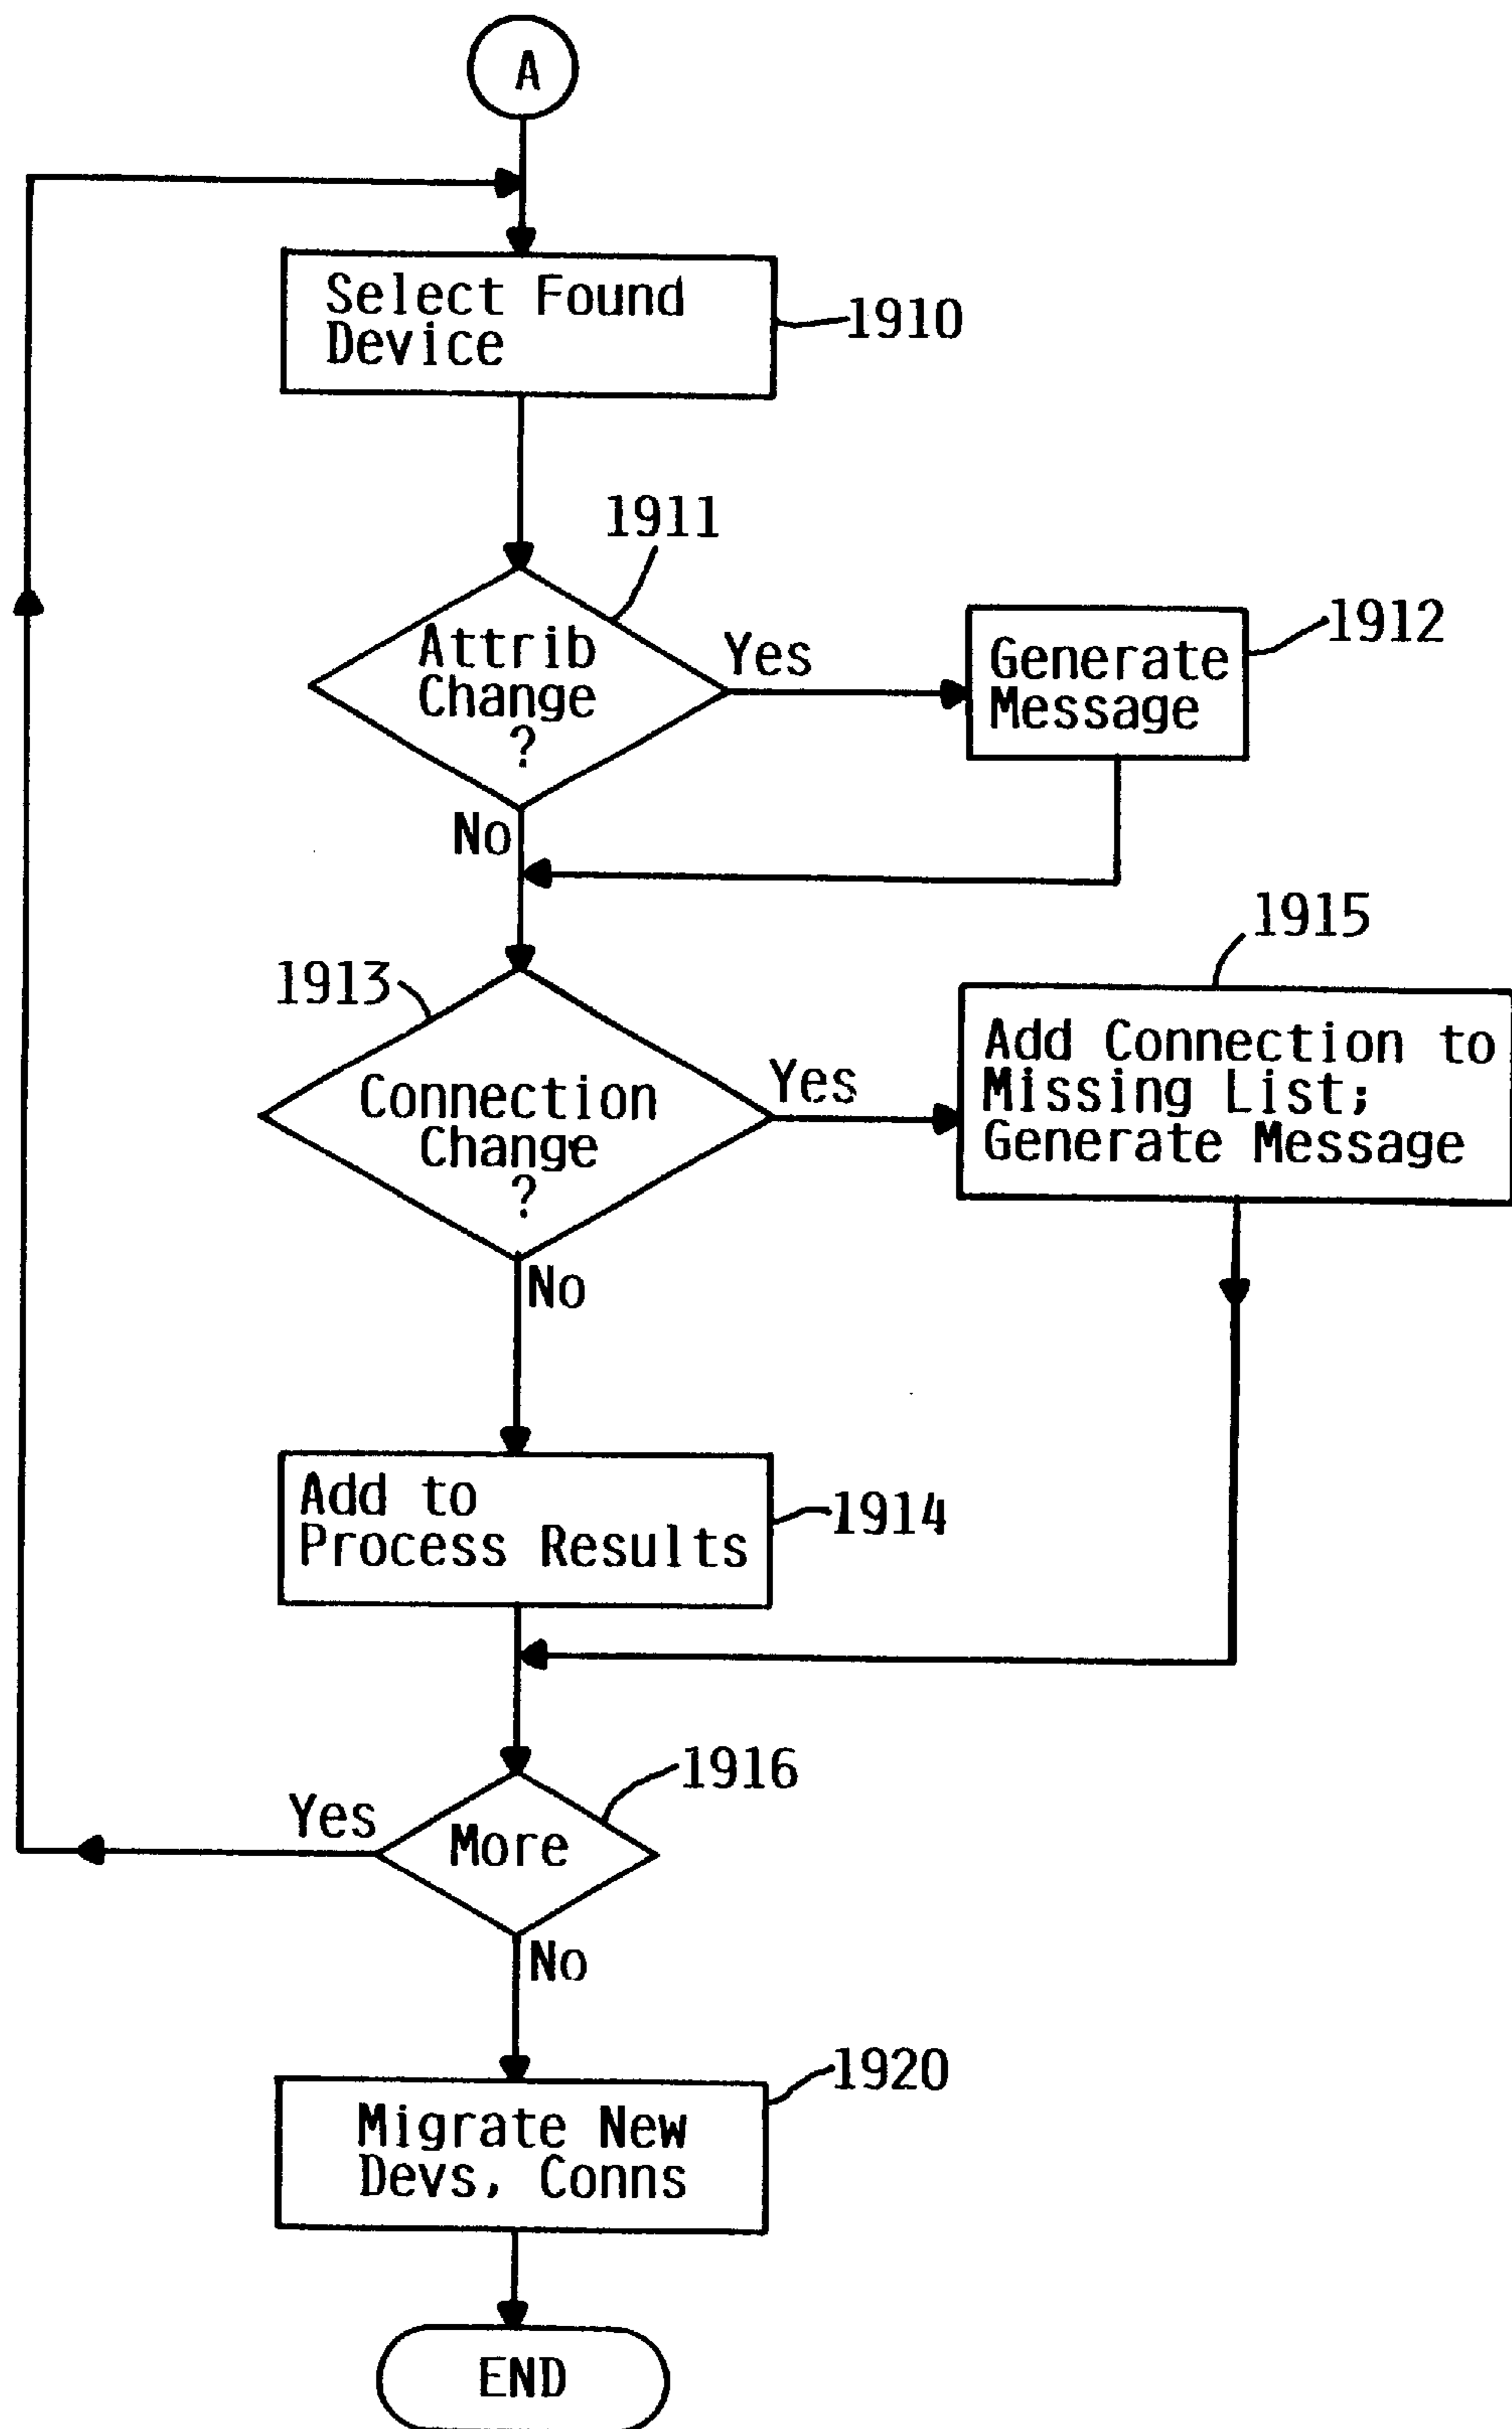 A
Select Found
Device
1910
1911
Attrib
Change
?
Yes
No
Generate
Message
1912
1913
Connection
Change
?
Yes
No
1915
Add Connection to
Missing List;
Generate Message
Add to
Process Results
1914
1916
More
Yes
No
1920
Migrate New
Devs, Conns
END